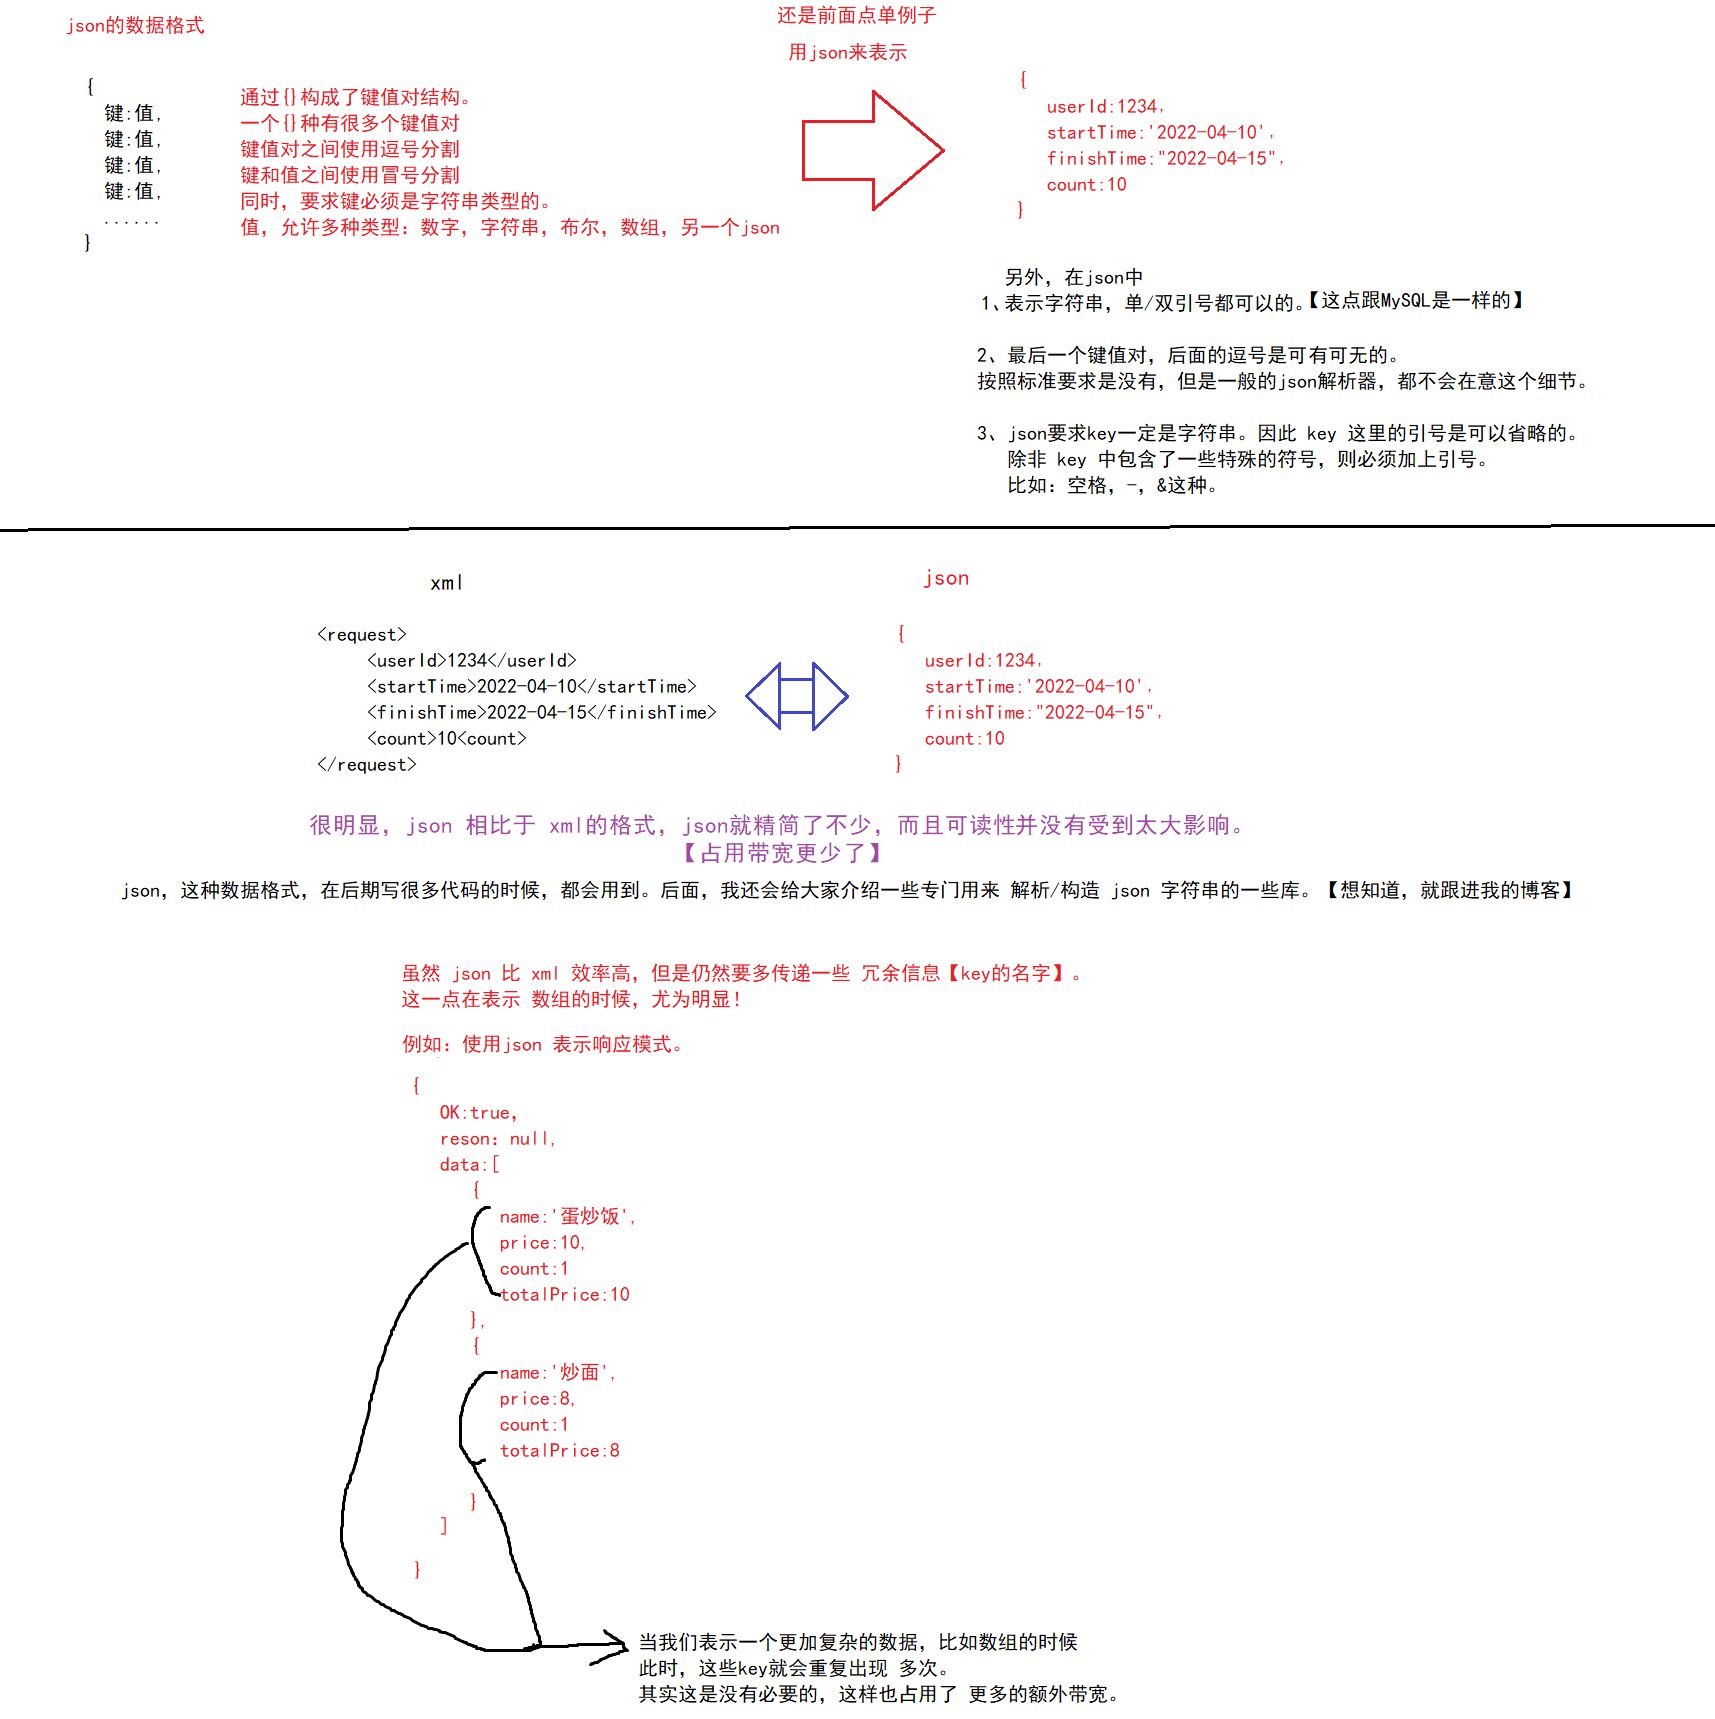 json的数据格式
{
键:值,
键:值,
键:值,
键:值,
......
}
通过{}构成了键值对结构。
一个{}种有很多个键值对
键值对之间使用逗号分割
键和值之间使用冒号分割
同时，要求键必须是字符串类型的。
值，允许多种类型：数字，字符串，布尔，数组，另一个json
还是前面点单例子
用json来表示
{
userId:1234,
startTime:'2022-04-10',
finishTime:"2022-04-15",
count:10
}
另外，在json中
1、表示字符串，单/双引号都可以的。【这点跟MySQL是一样的】
2、最后一个键值对，后面的逗号是可有可无的。
按照标准要求是没有，但是一般的json解析器，都不会在意这个细节。
3、json要求key一定是字符串。因此 key 这里的引号是可以省略的。
除非 key 中包含了一些特殊的符号，则必须加上引号。
比如：空格，-，&这种。
xml
<request>
<userId>1234</userId>
<startTime>2022-04-10</startTime>
<finishTime>2022-04-15</finishTime>
<count>10<count>
</request>
json
{
userId:1234,
startTime:'2022-04-10',
finishTime:"2022-04-15",
count:10
}
很明显，json 相比于 xml的格式，json就精简了不少，而且可读性并没有受到太大影响。
【占用带宽更少了】
json，这种数据格式，在后期写很多代码的时候，都会用到。后面，我还会给大家介绍一些专门用来 解析/构造 json 字符串的一些库。【想知道，就跟进我的博客】
虽然 json 比 xml 效率高，但是仍然要多传递一些 冗余信息【key的名字】。
这一点在表示 数组的时候，尤为明显！
例如：使用json 表示响应模式。
{
OK:true,
reson：null,
data:[
{
name:'蛋炒饭',
price:10,
count:1
totalPrice:10
},
{
name:'炒面',
price:8,
count:1
totalPrice:8
}
]
}
当我们表示一个更加复杂的数据，比如数组的时候
此时，这些key就会重复出现 多次。
其实这是没有必要的，这样也占用了 更多的额外带宽。